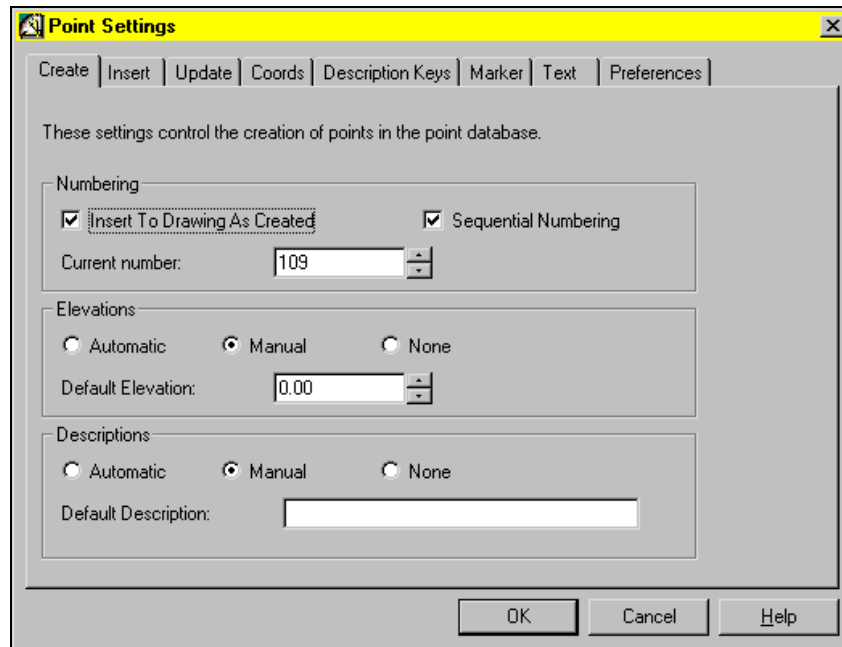 Point Settings
Create Insert Update Coords Description Keys Marker Text Preferences
These settings control the creation of points in the point database.
Numbering
Insert To Drawing As Created Sequential Numbering
Current number: 109
Elevations
Automatic Manual None
Default Elevation: 0.00
Descriptions
Automatic Manual None
Default Description:
OK Cancel Help